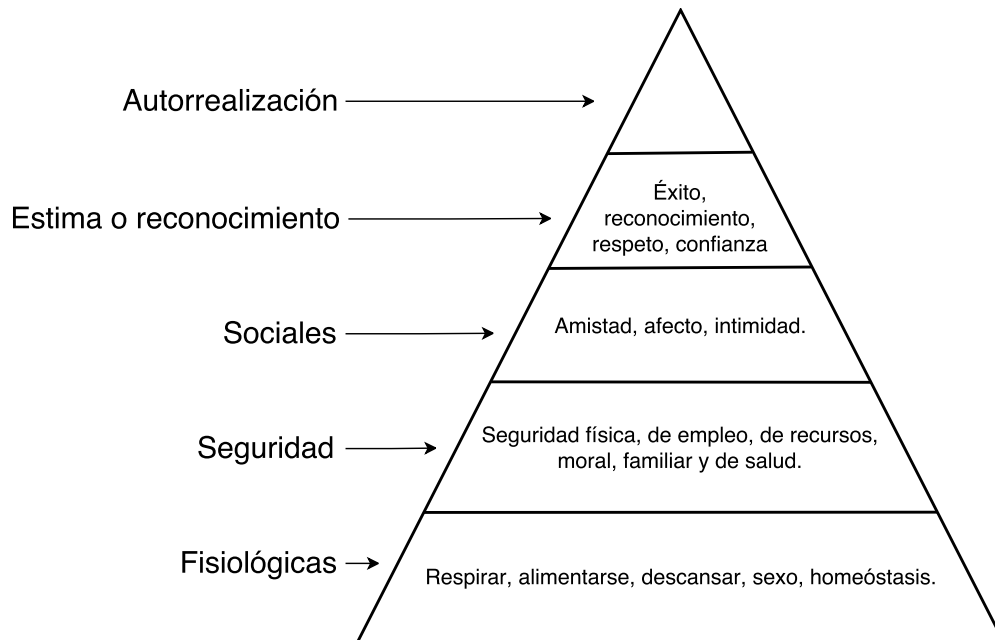 Autorrealización
Estima o reconocimiento
Éxito,
reconocimiento,
respeto, confianza
Sociales
Amistad, afecto, intimidad.
Seguridad
Seguridad física, de empleo, de recursos,
moral, familiar y de salud.
Fisiológicas
Respirar, alimentarse, descansar, sexo, homeóstasis.